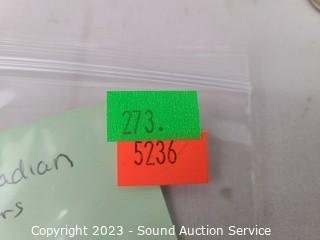 273.
5236
adian
rs
Copyright 2023 - Sound Auction Service